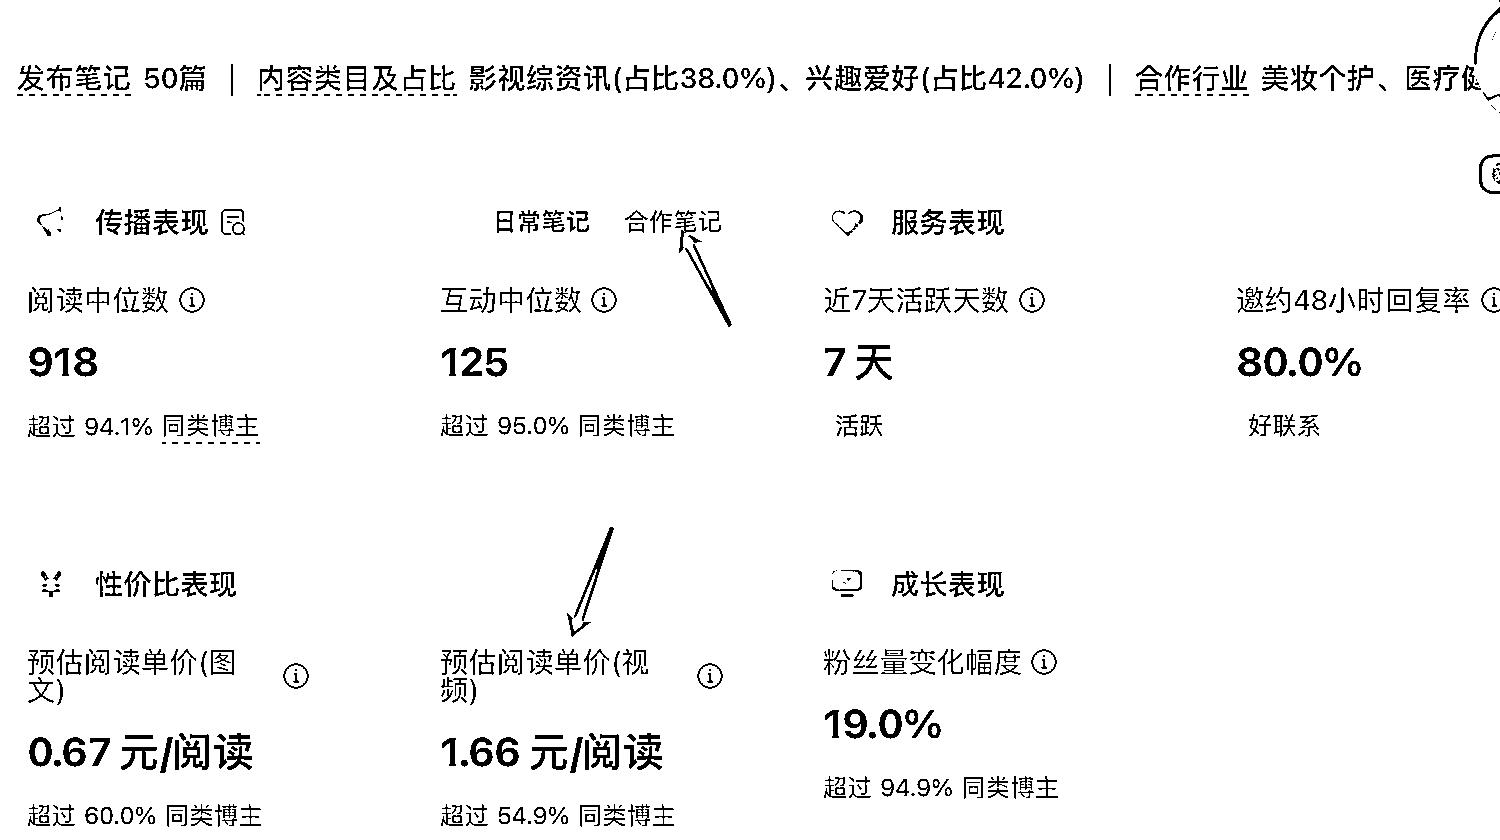 发布笔记 50篇 | 内容类目及占比 影视综资讯(占比38.0%)、兴趣爱好(占比42.0%) | 合作行业 美妆个护、医疗健
传播表现 日常笔记 合作笔记 服务表现
阅读中位数 互动中位数 近7天活跃天数 邀约48小时回复率
918 125 7 天 80.0%
超过 94.1% 同类博主 超过 95.0% 同类博主 活跃 好联系
性价比表现 成长表现
预估阅读单价(图文) 预估阅读单价(视频) 粉丝量变化幅度
0.67 元/阅读 1.66 元/阅读 19.0%
超过 60.0% 同类博主 超过 54.9% 同类博主 超过 94.9% 同类博主